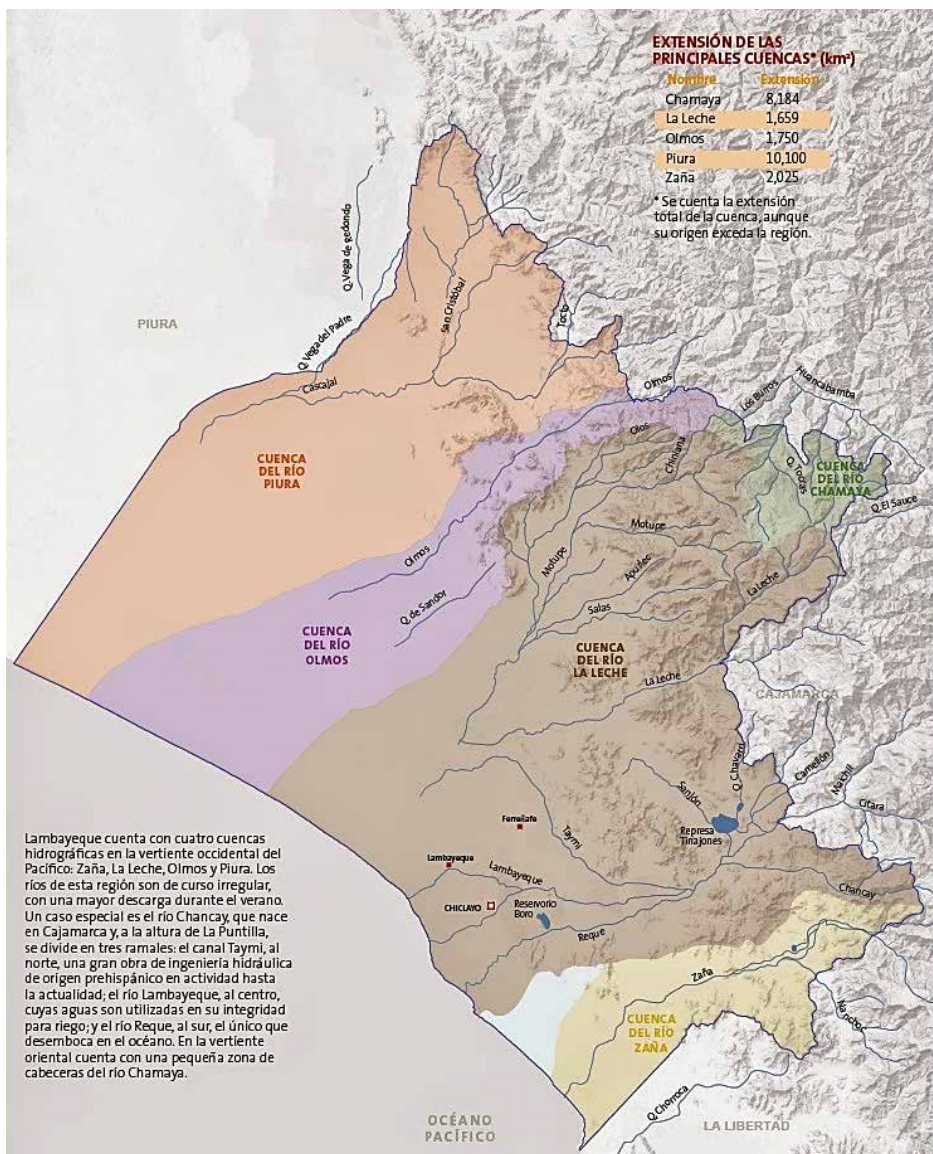 EXTENSIÓN DE LAS
PRINCIPALES CUENCAS* (km²)
Nombre Extensión
Chamaya 8,184
La Leche 1,659
Olmos 1,750
Piura 10,100
Zaña 2,025
* Se cuenta la extensión
total de la cuenca, aunque
su origen exceda la región.
Q. Vega de redondo
PIURA
Q. Vega del Padre
San Cristóbal
Tocto
Cascajal
Olmos
Los Burros
Huancabamba
Olos
Chiniana
CUENCA
DEL RÍO
PIURA
Q. Tocras
CUENCA
DEL RÍO
CHAMAYA
Q. El Sauce
Motupe
Olmos
Motupe
Apurlec
La Leche
Q. de Sandor
Salas
CUENCA
DEL RÍO
OLMOS
CUENCA
DEL RÍO
LA LECHE
La Leche
CAJAMARCA
Q. Chavarri
Camellón
Maichil
Citara
Sanjón
Ferreñafe
Taymi
Represa
Tinajones
Lambayeque
Lambayeque
Chancay
CHICLAYO
Reservorio
Boro
Reque
Zaña
Nanchoc
CUENCA
DEL RÍO
ZAÑA
Q. Chorroca
OCÉANO
PACÍFICO
LA LIBERTAD
Lambayeque cuenta con cuatro cuencas
hidrográficas en la vertiente occidental del
Pacífico: Zaña, La Leche, Olmos y Piura. Los
ríos de esta región son de curso irregular,
con una mayor descarga durante el verano.
Un caso especial es el río Chancay, que nace
en Cajamarca y, a la altura de La Puntilla,
se divide en tres ramales: el canal Taymi, al
norte, una gran obra de ingeniería hidráulica
de origen prehispánico en actividad hasta
la actualidad; el río Lambayeque, al centro,
cuyas aguas son utilizadas en su integridad
para riego; y el río Reque, al sur, el único que
desemboca en el océano. En la vertiente
oriental cuenta con una pequeña zona de
cabeceras del río Chamaya.